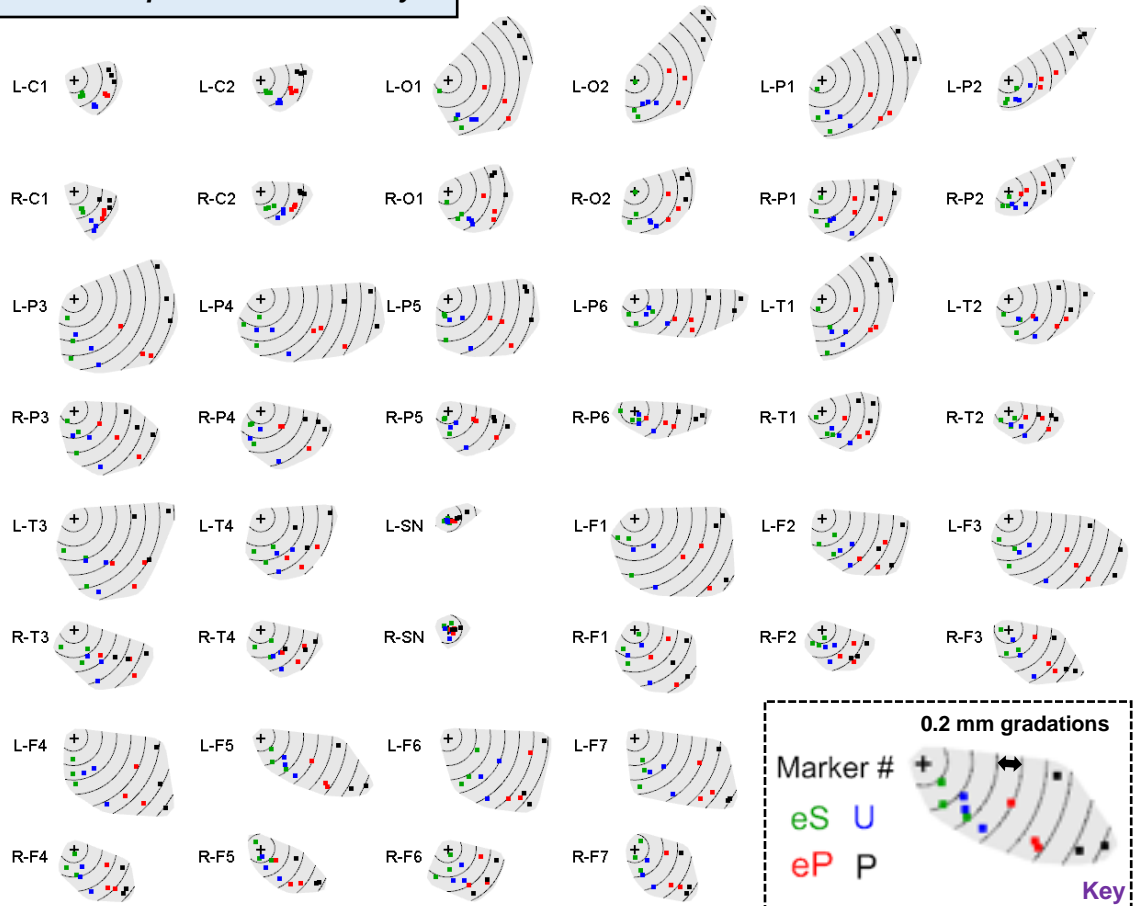 L-C1 L-C2 L-O1 L-O2 L-P1 L-P2
R-C1 R-C2 R-O1 R-O2 R-P1 R-P2
L-P3 L-P4 L-P5 L-P6 L-T1 L-T2
R-P3 R-P4 R-P5 R-P6 R-T1 R-T2
L-T3 L-T4 L-SN L-F1 L-F2 L-F3
R-T3 R-T4 R-SN R-F1 R-F2 R-F3
L-F4 L-F5 L-F6 L-F7
R-F4 R-F5 R-F6 R-F7
0.2 mm gradations
Marker #
eS U
eP P
Key